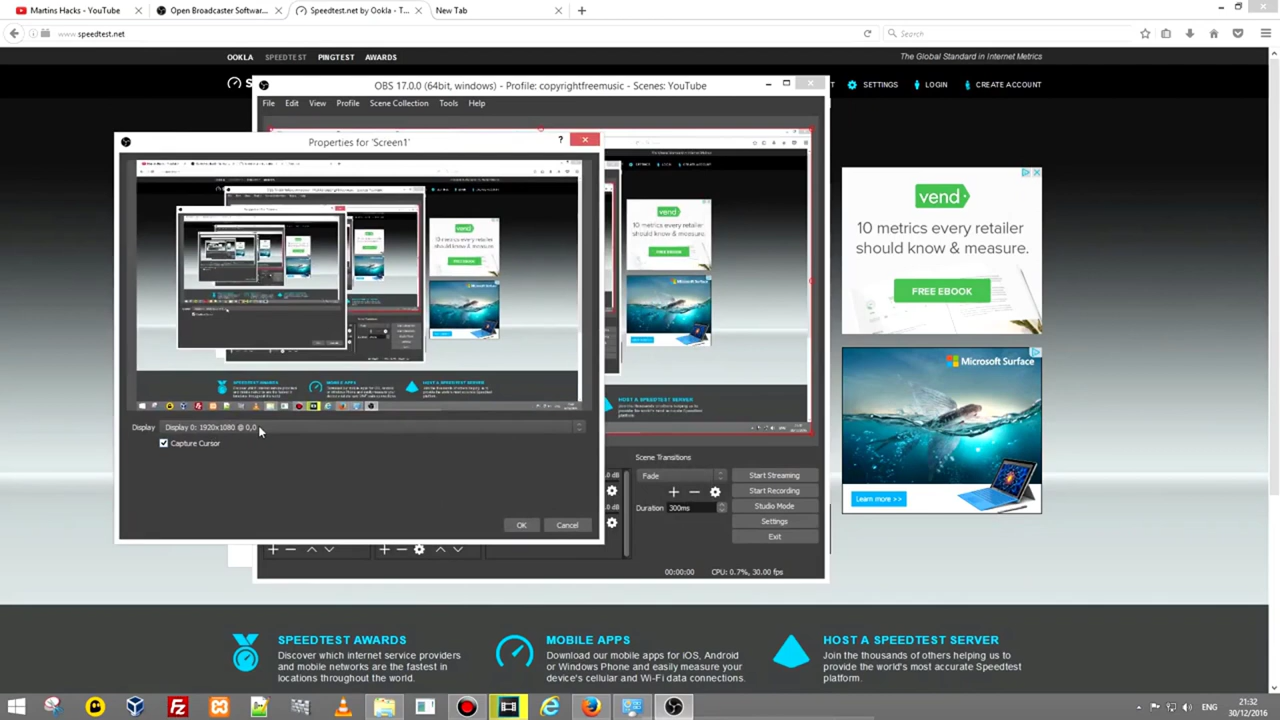 Martins Hacks - YouTube
Open Broadcaster Softwar...
Speedtest.net by Ookla - T...
New Tab
www.speedtest.net
Search
OOKLA
SPEEDTEST
PINGTEST
AWARDS
The Global Standard in Internet Metrics
SETTINGS
LOGIN
CREATE ACCOUNT
OBS 17.0.0 (64bit, windows) - Profile: copyrightfreemusic - Scenes: YouTube
File Edit View Profile Scene Collection Tools Help
Properties for 'Screen1'
Display
Display 0: 1920x1080 @ 0,0
Capture Cursor
OK
Cancel
Scene Transitions
Fade
Duration
300ms
Start Streaming
Start Recording
Studio Mode
Settings
Exit
00:00:00
CPU: 0.7%, 30.00 fps
vend
10 metrics every retailer
should know & measure.
FREE EBOOK
Microsoft Surface
Learn more >>
SPEEDTEST AWARDS
Discover which internet service providers
and mobile networks are the fastest in
locations throughout the world.
MOBILE APPS
Download our mobile apps for iOS, Android
or Windows Phone and easily measure your
device's cellular and Wi-Fi data connections.
HOST A SPEEDTEST SERVER
Join the thousands of others helping us to
provide the world's most accurate Speedtest
platform.
ENG
21:32
30/12/2016